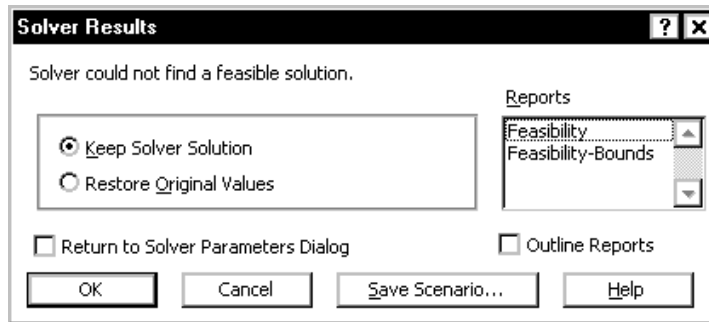 Solver Results
Solver could not find a feasible solution.
Reports
Keep Solver Solution
Restore Original Values
Feasibility
Feasibility-Bounds
Return to Solver Parameters Dialog
Outline Reports
OK
Cancel
Save Scenario...
Help